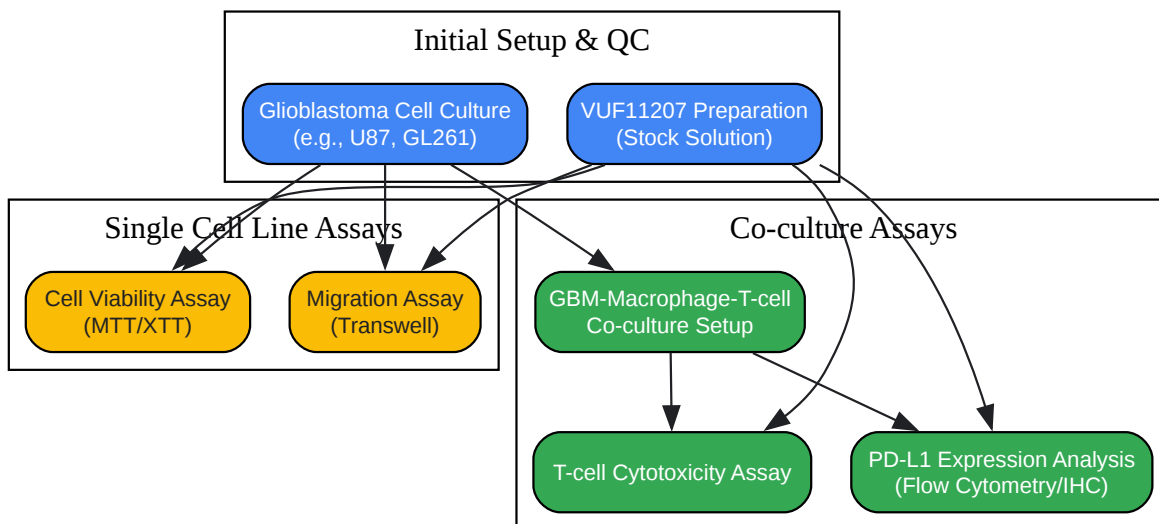 Initial Setup & QC
Glioblastoma Cell Culture
(e.g., U87, GL261)
VUF11207 Preparation
(Stock Solution)
Single Cell Line Assays
Cell Viability Assay
(MTT/XTT)
Migration Assay
(Transwell)
Co-culture Assays
GBM-Macrophage-T-cell
Co-culture Setup
T-cell Cytotoxicity Assay
PD-L1 Expression Analysis
(Flow Cytometry/IHC)